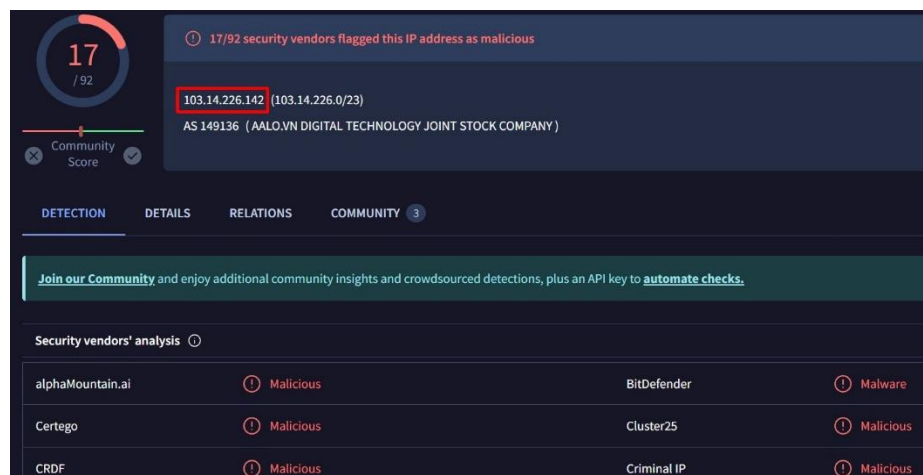 17
/ 92
Community
Score
17/92 security vendors flagged this IP address as malicious
103.14.226.142 (103.14.226.0/23)
AS 149136 ( AALO.VN DIGITAL TECHNOLOGY JOINT STOCK COMPANY )
DETECTION DETAILS RELATIONS COMMUNITY 3
Join our Community and enjoy additional community insights and crowdsourced detections, plus an API key to automate checks.
Security vendors' analysis
alphaMountain.ai Malicious BitDefender Malware
Certego Malicious Cluster25 Malicious
CRDF Malicious Criminal IP Malicious